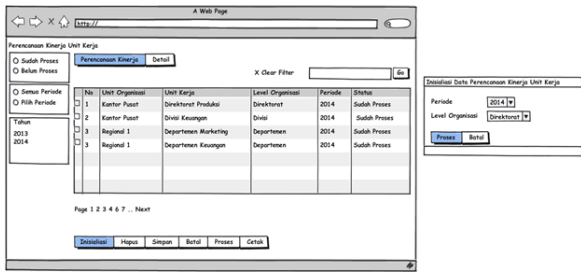 A Web Page
http://
Perencanaan Kinerja Unit Kerja
Sudah Proses
Belum Proses
Semua Periode
Pilih Periode
Tahun
2013
2014
Perencanaan Kinerja Detail
X Clear Filter Go
No Unit Organisasi Unit Kerja Level Organisasi Periode Status
1 Kantor Pusat Direktorat Produksi Direktorat 2014 Sudah Proses
2 Kantor Pusat Divisi Keuangan Divisi 2014 Sudah Proses
3 Regional 1 Departemen Marketing Departemen 2014 Sudah Proses
3 Regional 1 Departemen Keuangan Departemen 2014 Sudah Proses
Page 1 2 3 4 5 6 7 .. Next
Inisialiasi Hapus Simpan Batal Proses Cetak
Inisialiasi Data Perencanaan Kinerja Unit Kerja
Periode 2014
Level Organisasi Direktorat
Proses Batal